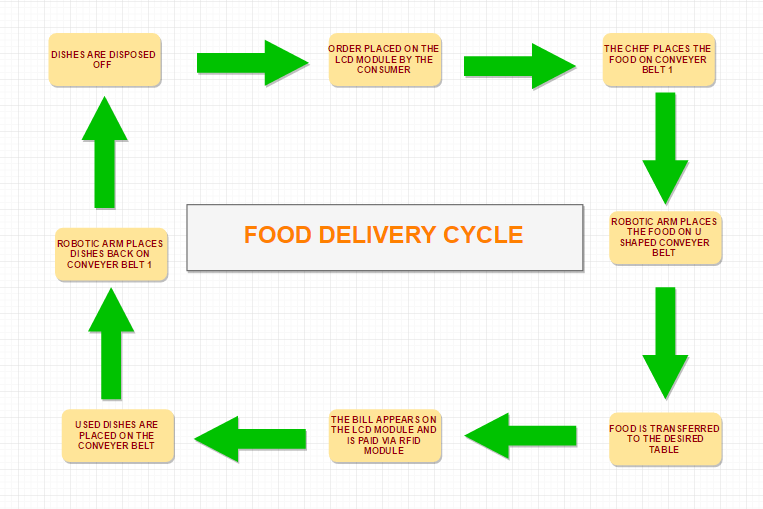 DISHES ARE DISPOSED
OFF
ORDER PLACED ON THE
LCD MODULE BY THE
CONSUMER
THE CHEF PLACES THE
FOOD ON CONVEYER
BELT 1
ROBOTIC ARM PLACES
THE FOOD ON U
SHAPED CONVEYER
BELT
FOOD DELIVERY CYCLE
ROBOTIC ARM PLACES
DISHES BACK ON
CONVEYER BELT 1
USED DISHES ARE
PLACED ON THE
CONVEYER BELT
THE BILL APPEARS ON
THE LCD MODULE AND
IS PAID VIA RFID
MODULE
FOOD IS TRANSFERRED
TO THE DESIRED
TABLE